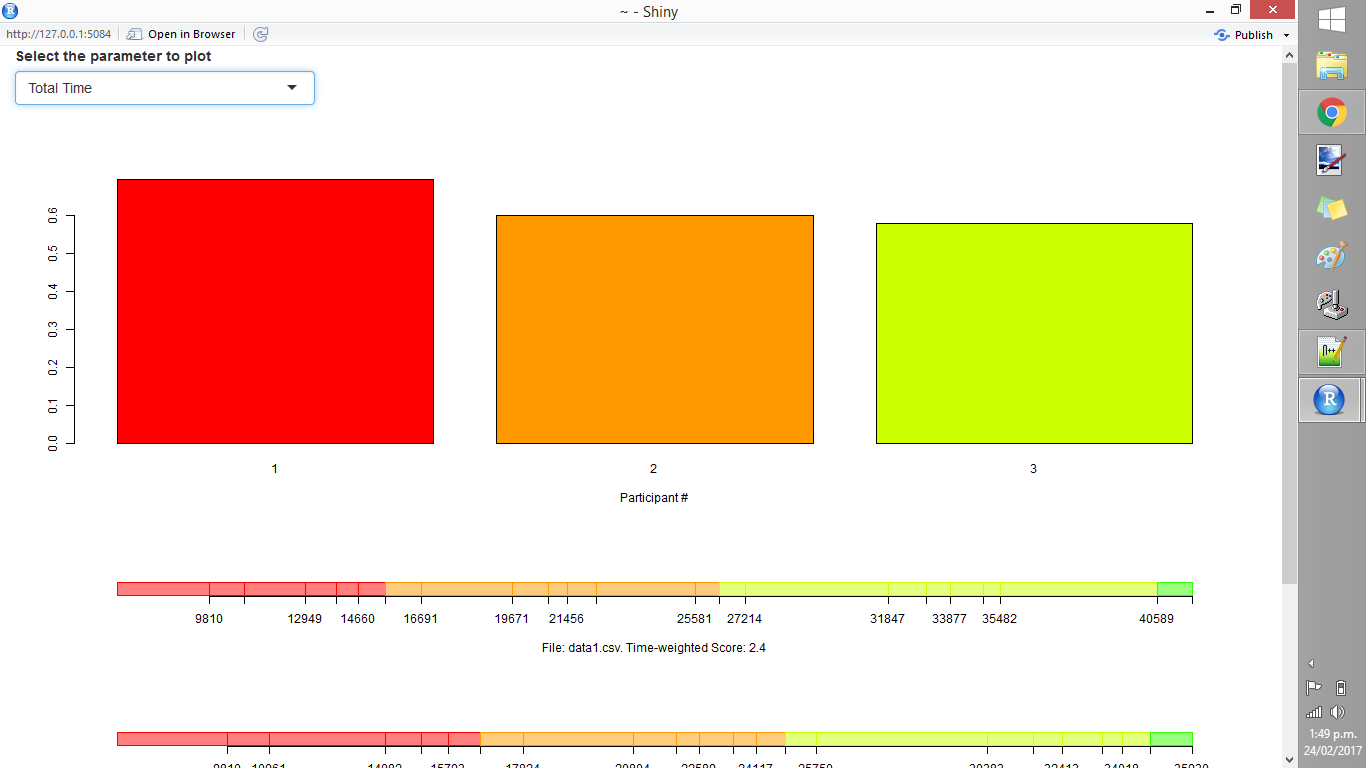 ~ - Shiny
http://127.0.0.1:5084 Open in Browser Publish
Select the parameter to plot
Total Time
0.6
0.5
0.4
0.3
0.2
0.1
0.0
1 2 3
Participant #
9810 12949 14660 16691 19671 21456 25581 27214 31847 33877 35482 40589
File: data1.csv. Time-weighted Score: 2.4
1:49 p.m.
24/02/2017